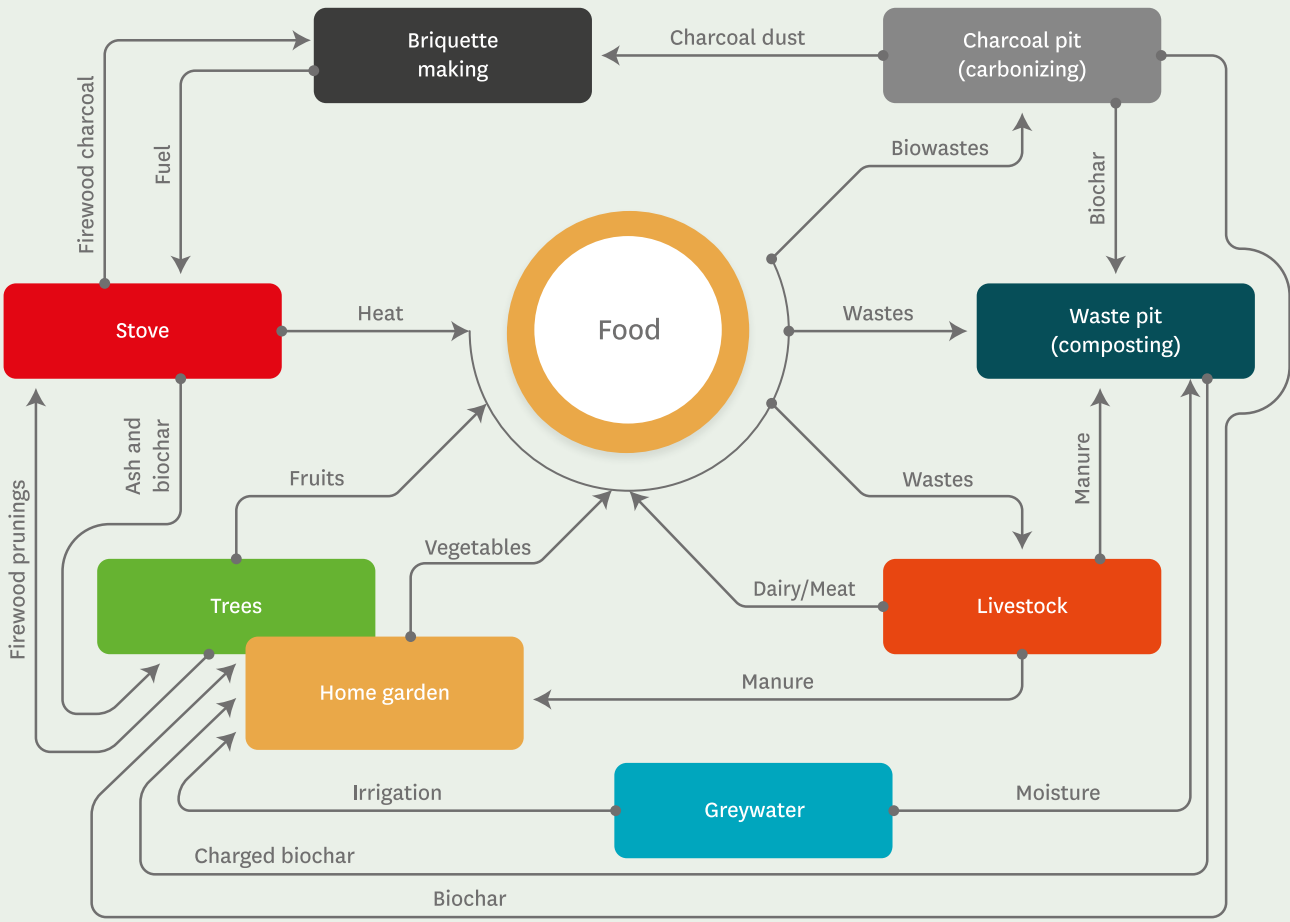 Briquette
making
Charcoal dust
Charcoal pit
(carbonizing)
Firewood charcoal
Fuel
Biowastes
Biochar
Stove
Heat
Food
Wastes
Waste pit
(composting)
Ash and
biochar
Firewood prunings
Fruits
Vegetables
Wastes
Manure
Trees
Dairy/Meat
Livestock
Home garden
Manure
Irrigation
Greywater
Moisture
Charged biochar
Biochar